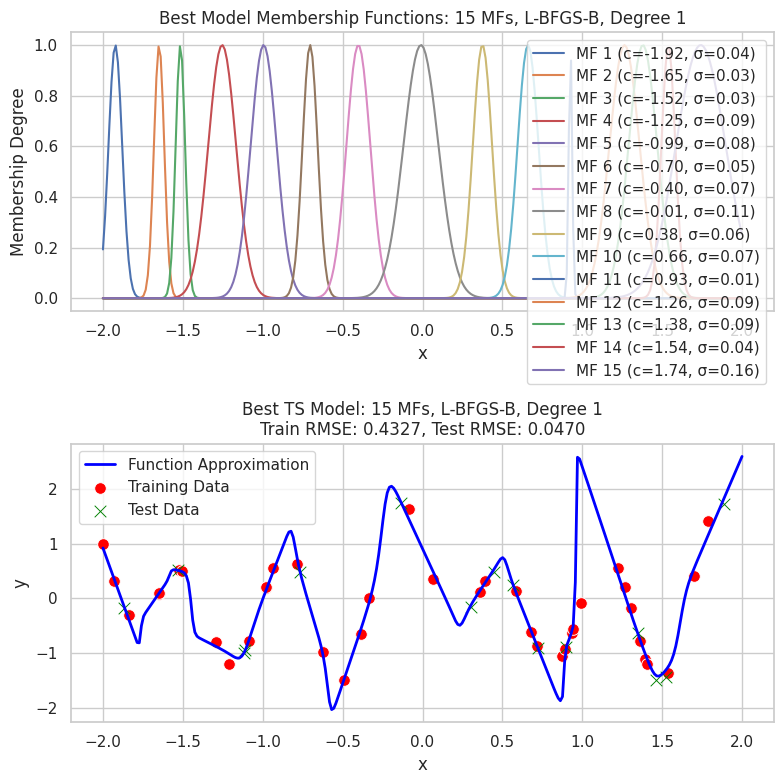 Best Model Membership Functions: 15 MFs, L-BFGS-B, Degree 1
Membership Degree
1.0
0.8
0.6
0.4
0.2
0.0
MF 1 (c=-1.92, σ=0.04)
MF 2 (c=-1.65, σ=0.03)
MF 3 (c=-1.52, σ=0.03)
MF 4 (c=-1.25, σ=0.09)
MF 5 (c=-0.99, σ=0.08)
MF 6 (c=-0.70, σ=0.05)
MF 7 (c=-0.40, σ=0.07)
MF 8 (c=-0.01, σ=0.11)
MF 9 (c=0.38, σ=0.06)
MF 10 (c=0.66, σ=0.07)
MF 11 (c=0.93, σ=0.01)
MF 12 (c=1.26, σ=0.09)
MF 13 (c=1.38, σ=0.09)
MF 14 (c=1.54, σ=0.04)
MF 15 (c=1.74, σ=0.16)
−2.0 −1.5 −1.0 −0.5 0.0 0.5 1.0 1.5 2.0
x
Best TS Model: 15 MFs, L-BFGS-B, Degree 1
Train RMSE: 0.4327, Test RMSE: 0.0470
y
2
1
0
−1
−2
Function Approximation
Training Data
Test Data
−2.0 −1.5 −1.0 −0.5 0.0 0.5 1.0 1.5 2.0
x